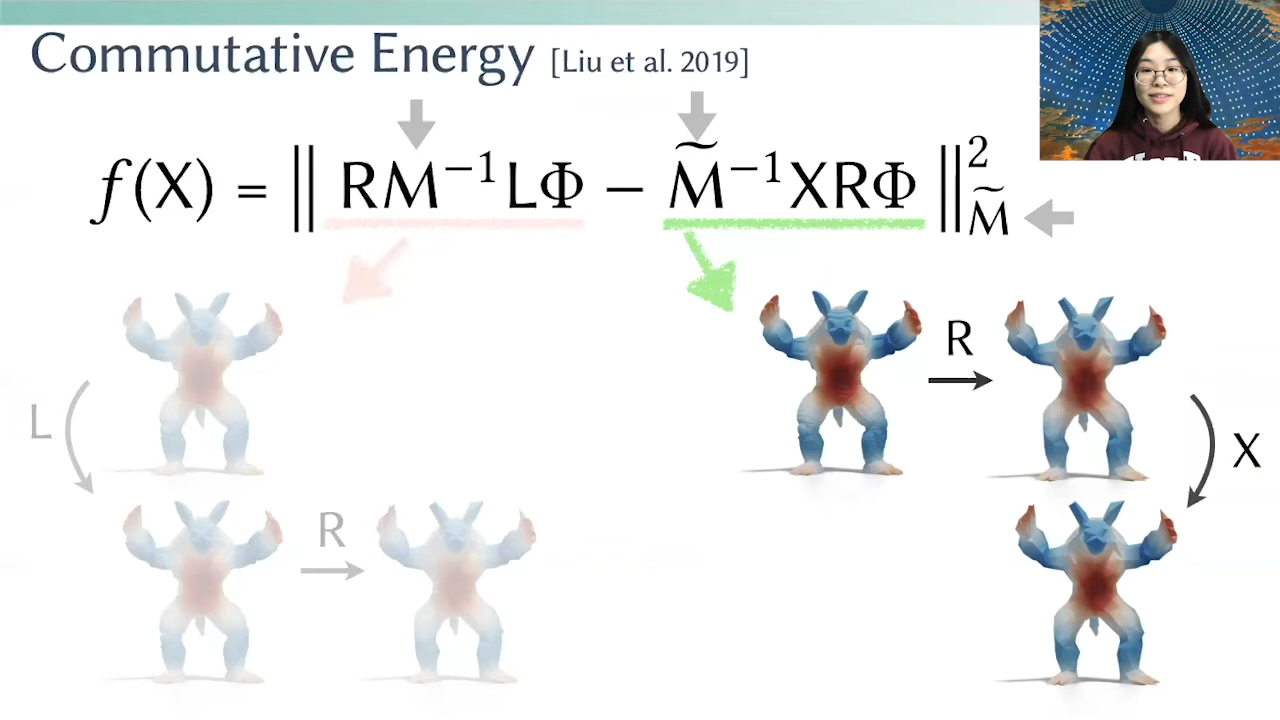 Commutative Energy [Liu et al. 2019]
f(X) = || RM⁻¹LΦ − M̃⁻¹XRΦ ||²_M̃
R
L
X
R